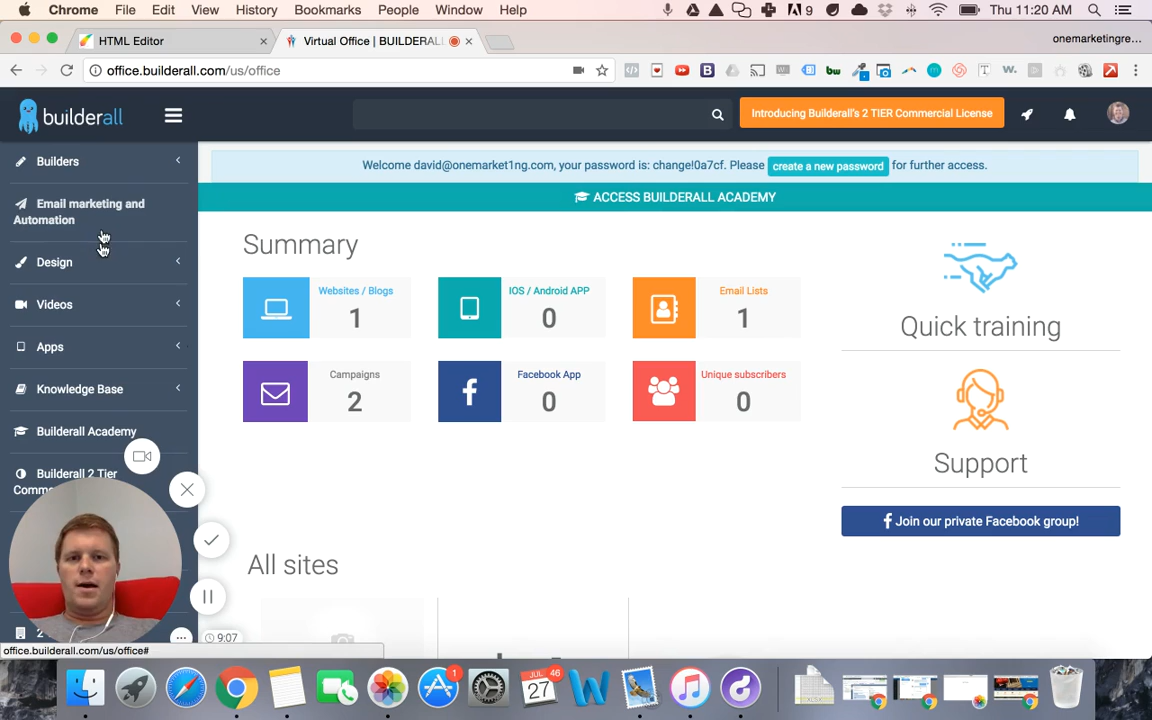 Chrome File Edit View History Bookmarks People Window Help 9 Thu 11:20 AM
HTML Editor × Virtual Office | BUILDERALL × onemarketingre...
office.builderall.com/us/office
builderall Introducing Builderall's 2 TIER Commercial License
Welcome david@onemarket1ng.com, your password is: change!0a7cf. Please create a new password for further access.
ACCESS BUILDERALL ACADEMY
Builders
Email marketing and
Automation
Design
Videos
Apps
Knowledge Base
Builderall Academy
Builderall 2 Tier
Summary
Websites / Blogs
1
IOS / Android APP
0
Email Lists
1
Campaigns
2
Facebook App
0
Unique subscribers
0
All sites
Quick training
Support
Join our private Facebook group!
9:07
office.builderall.com/us/office#
JUL 46
27
1